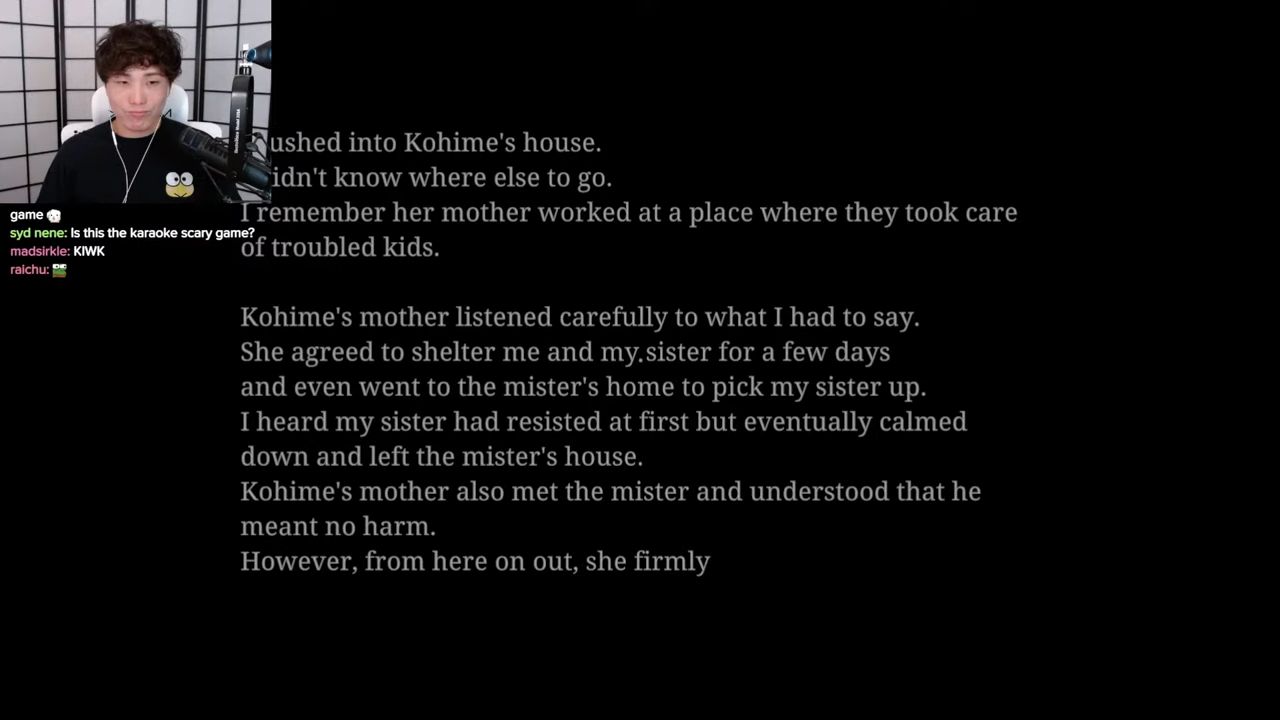 ushed into Kohime's house.
idn't know where else to go.
I remember her mother worked at a place where they took care
of troubled kids.
game
syd nene: Is this the karaoke scary game?
madsirkle: KIWK
raichu:
Kohime's mother listened carefully to what I had to say.
She agreed to shelter me and my sister for a few days
and even went to the mister's home to pick my sister up.
I heard my sister had resisted at first but eventually calmed
down and left the mister's house.
Kohime's mother also met the mister and understood that he
meant no harm.
However, from here on out, she firmly